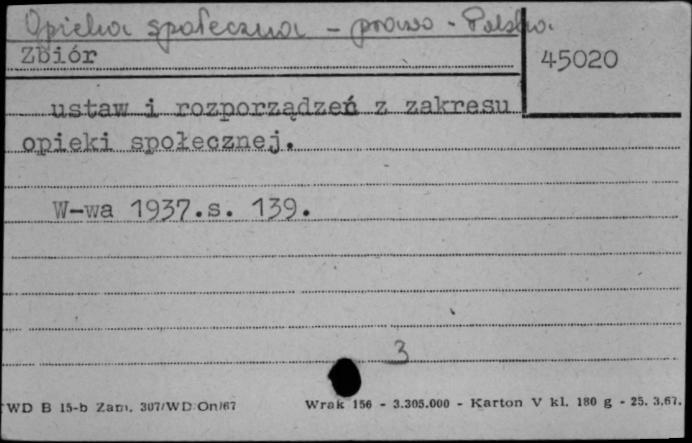 Opieka społeczna - prawo - Polska.
Zbiór
45020
ustaw i rozporządzeń z zakresu
opieki społecznej.
W-wa 1937.s. 139.
3
WD B 15-b Zam. 307/WD/On/67 Wrak 156 - 3.305.000 - Karton V kl. 180 g - 25. 3.67.